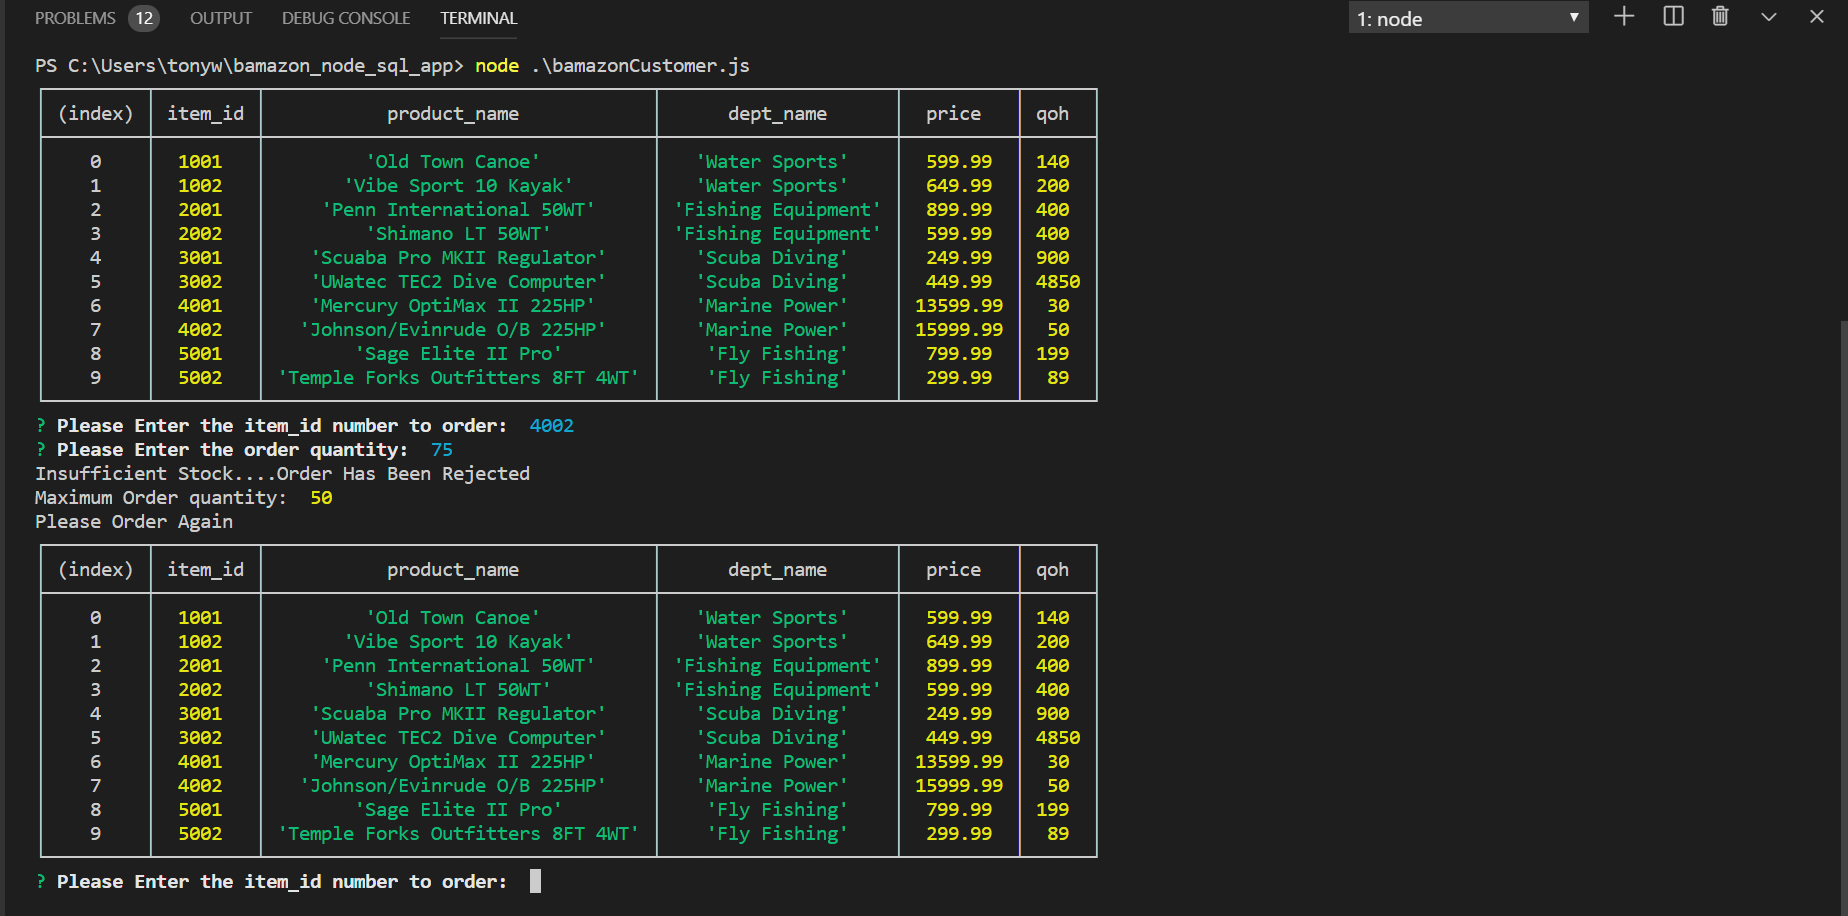 PROBLEMS 12 OUTPUT DEBUG CONSOLE TERMINAL 1: node
PS C:\Users\tonyw\bamazon_node_sql_app> node .\bamazonCustomer.js
(index) item_id product_name dept_name price qoh
0 1001 'Old Town Canoe' 'Water Sports' 599.99 140
1 1002 'Vibe Sport 10 Kayak' 'Water Sports' 649.99 200
2 2001 'Penn International 50WT' 'Fishing Equipment' 899.99 400
3 2002 'Shimano LT 50WT' 'Fishing Equipment' 599.99 400
4 3001 'Scuaba Pro MKII Regulator' 'Scuba Diving' 249.99 900
5 3002 'UWatec TEC2 Dive Computer' 'Scuba Diving' 449.99 4850
6 4001 'Mercury OptiMax II 225HP' 'Marine Power' 13599.99 30
7 4002 'Johnson/Evinrude O/B 225HP' 'Marine Power' 15999.99 50
8 5001 'Sage Elite II Pro' 'Fly Fishing' 799.99 199
9 5002 'Temple Forks Outfitters 8FT 4WT' 'Fly Fishing' 299.99 89
? Please Enter the item_id number to order: 4002
? Please Enter the order quantity: 75
Insufficient Stock....Order Has Been Rejected
Maximum Order quantity: 50
Please Order Again
(index) item_id product_name dept_name price qoh
0 1001 'Old Town Canoe' 'Water Sports' 599.99 140
1 1002 'Vibe Sport 10 Kayak' 'Water Sports' 649.99 200
2 2001 'Penn International 50WT' 'Fishing Equipment' 899.99 400
3 2002 'Shimano LT 50WT' 'Fishing Equipment' 599.99 400
4 3001 'Scuaba Pro MKII Regulator' 'Scuba Diving' 249.99 900
5 3002 'UWatec TEC2 Dive Computer' 'Scuba Diving' 449.99 4850
6 4001 'Mercury OptiMax II 225HP' 'Marine Power' 13599.99 30
7 4002 'Johnson/Evinrude O/B 225HP' 'Marine Power' 15999.99 50
8 5001 'Sage Elite II Pro' 'Fly Fishing' 799.99 199
9 5002 'Temple Forks Outfitters 8FT 4WT' 'Fly Fishing' 299.99 89
? Please Enter the item_id number to order: